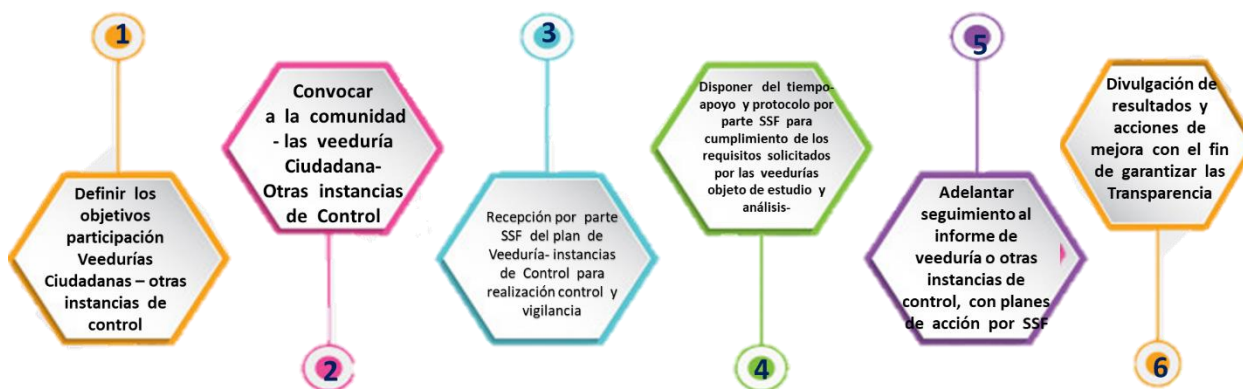 1
Definir los
objetivos
participación
Veedurías
Ciudadanas – otras
instancias de
control
Convocar
a la comunidad
- las veeduría
Ciudadana-
Otras instancias
de Control
2
3
Recepción por parte
SSF del plan de
Veeduría- instancias
de Control para
realización control y
vigilancia
Disponer del tiempo-
apoyo y protocolo por
parte SSF para
cumplimiento de los
requisitos solicitados
por las veedurías
objeto de estudio y
análisis-
4
5
Adelantar
seguimiento al
informe de
veeduría o otras
instancias de
control, con planes
de acción por SSF
Divulgación de
resultados y
acciones de
mejora con el fin
de garantizar las
Transparencia
6